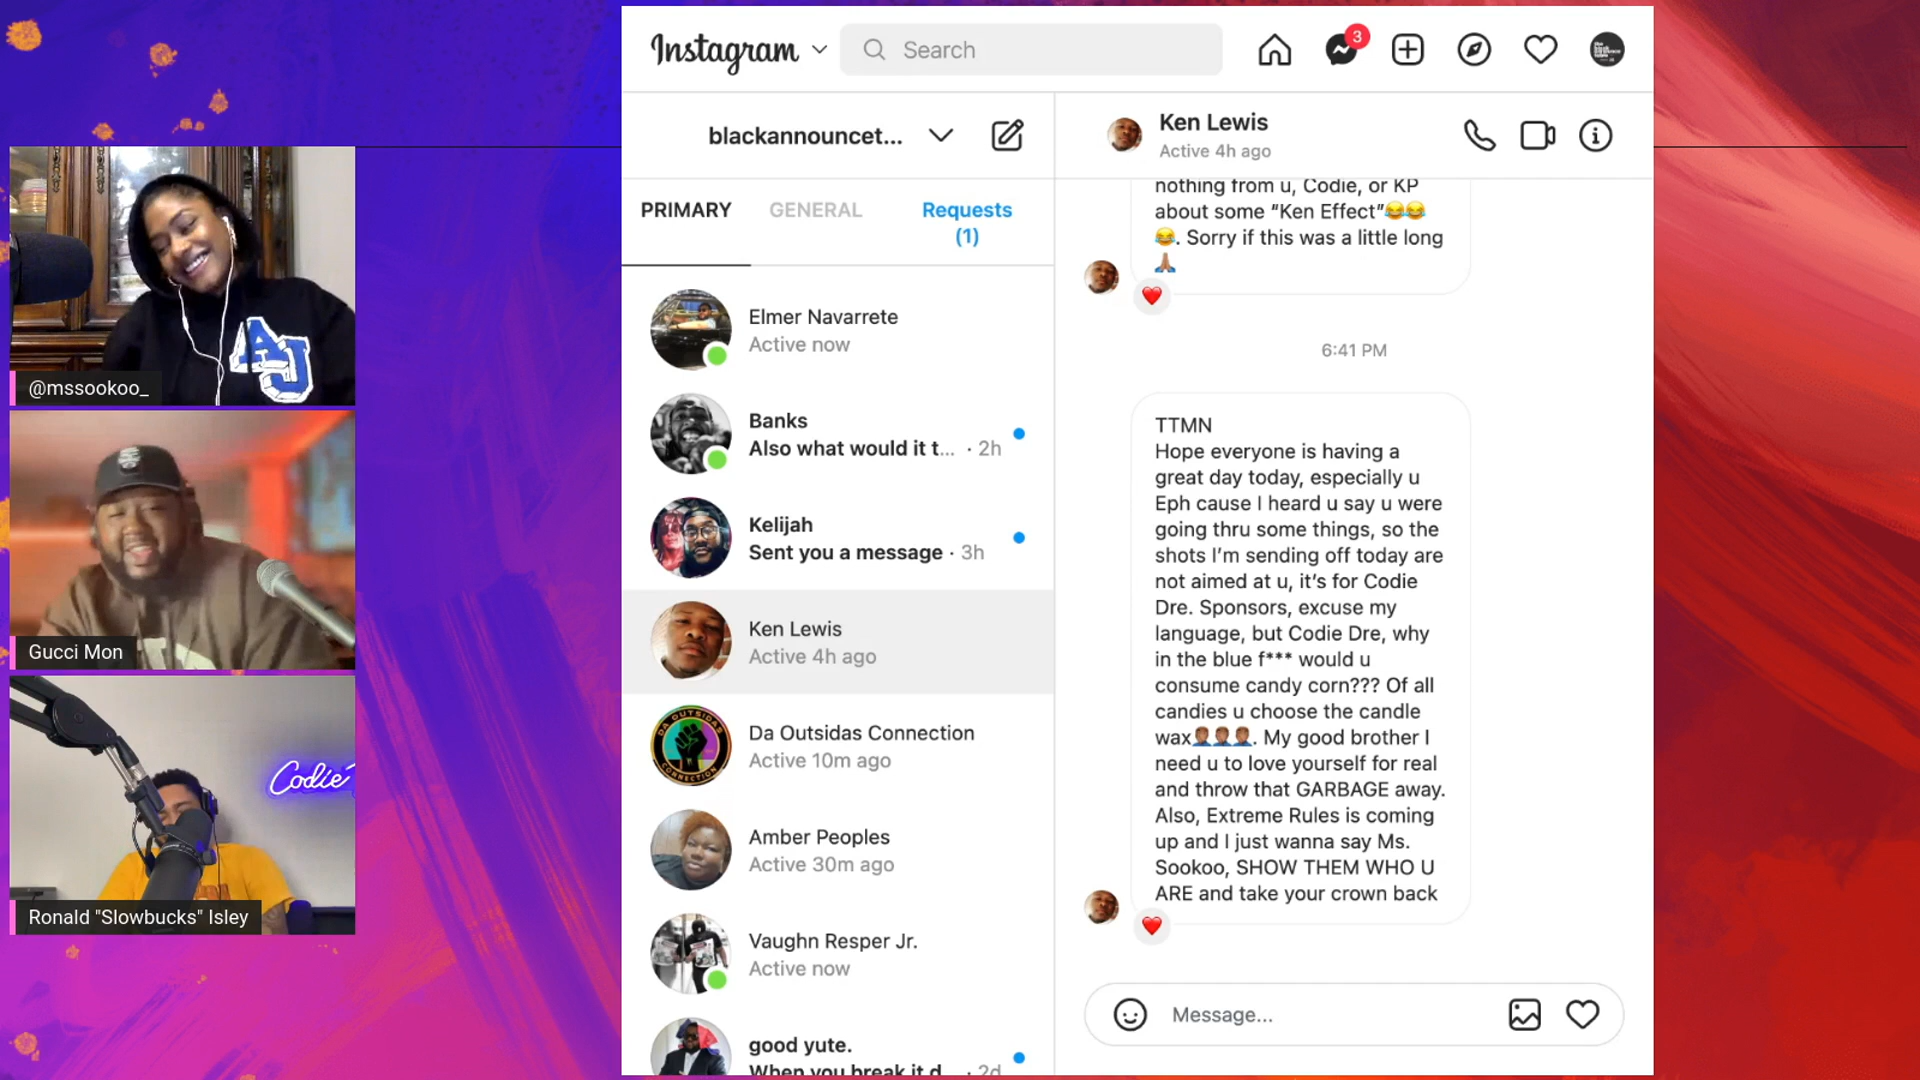 Instagram
Search
3
blackannouncet...
PRIMARY
GENERAL
Requests
(1)
Elmer Navarrete
Active now
Banks
Also what would it t... · 2h
Kelijah
Sent you a message · 3h
Ken Lewis
Active 4h ago
Da Outsidas Connection
Active 10m ago
DA OUTSIDAS
CONNECTION
Amber Peoples
Active 30m ago
Vaughn Resper Jr.
Active now
good yute.
When you break it d... · 2d
Ken Lewis
Active 4h ago
nothing from u, Codie, or KP
about some “Ken Effect”😂😂
😂. Sorry if this was a little long
🙏🏽
6:41 PM
TTMN
Hope everyone is having a
great day today, especially u
Eph cause I heard u say u were
going thru some things, so the
shots I’m sending off today are
not aimed at u, it’s for Codie
Dre. Sponsors, excuse my
language, but Codie Dre, why
in the blue f*** would u
consume candy corn??? Of all
candies u choose the candle
wax🤦🏽‍♂️🤦🏽‍♂️🤦🏽‍♂️. My good brother I
need u to love yourself for real
and throw that GARBAGE away.
Also, Extreme Rules is coming
up and I just wanna say Ms.
Sookoo, SHOW THEM WHO U
ARE and take your crown back
Message...
AJ
@mssookoo_
Gucci Mon
Codie
Ronald "Slowbucks" Isley